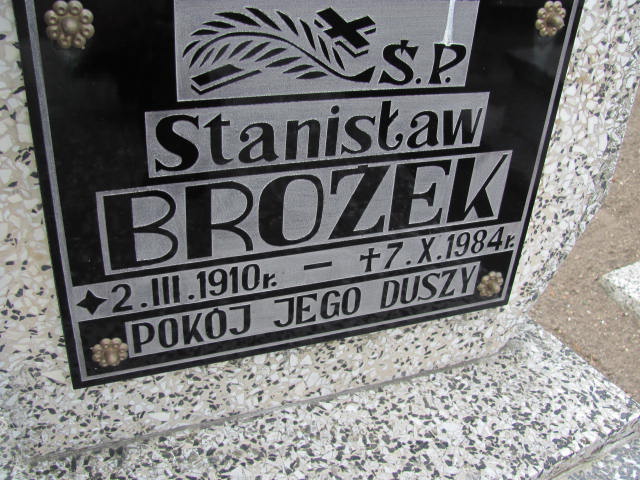 Ś.P.
Stanisław
BROŻEK
2.III.1910r. – †7.X.1984r.
POKÓJ JEGO DUSZY